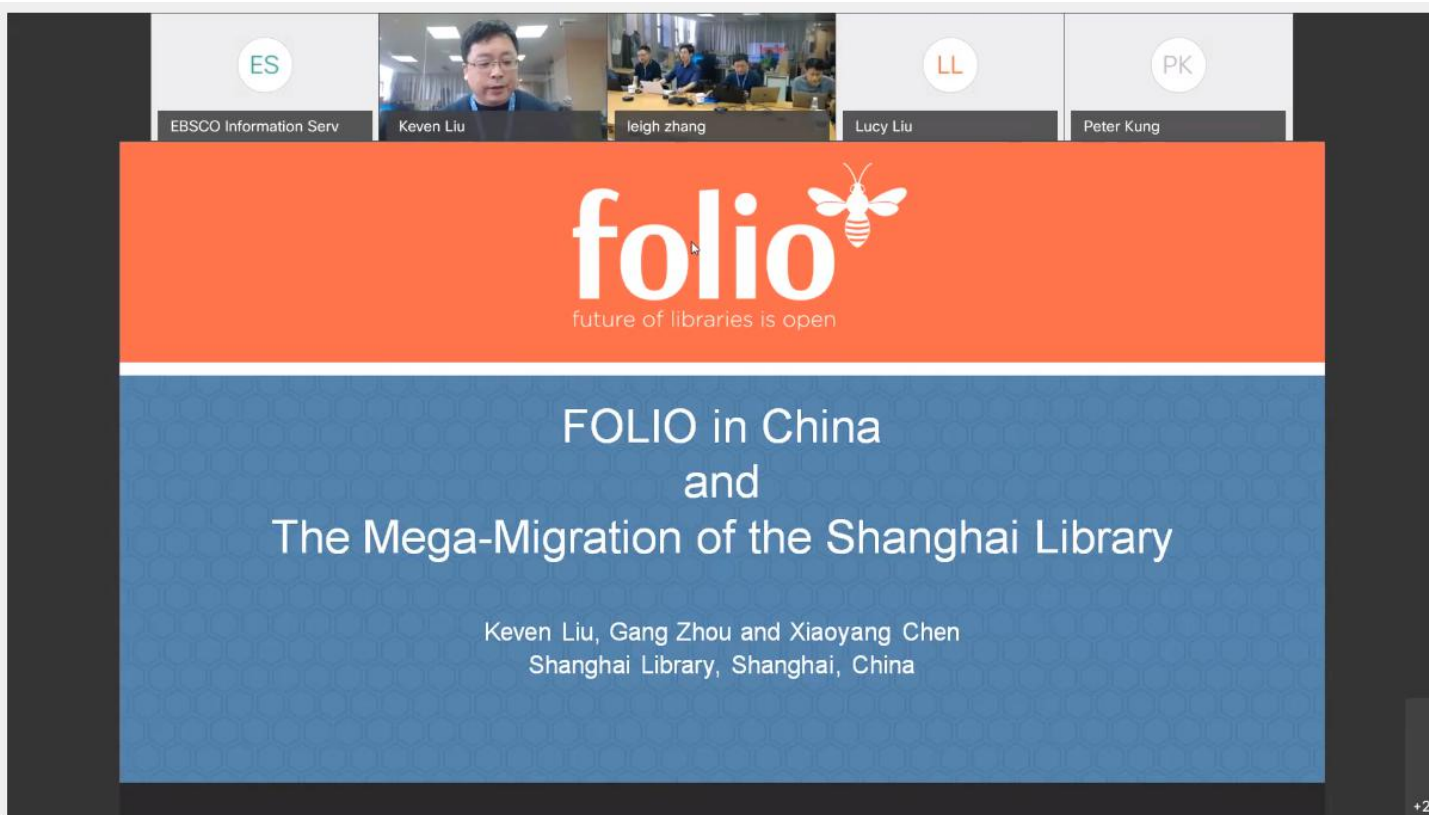 ES
LL
PK
EBSCO Information Serv
Keven Liu
leigh zhang
Lucy Liu
Peter Kung
folio
future of libraries is open
FOLIO in China
and
The Mega-Migration of the Shanghai Library
Keven Liu, Gang Zhou and Xiaoyang Chen
Shanghai Library, Shanghai, China
+2